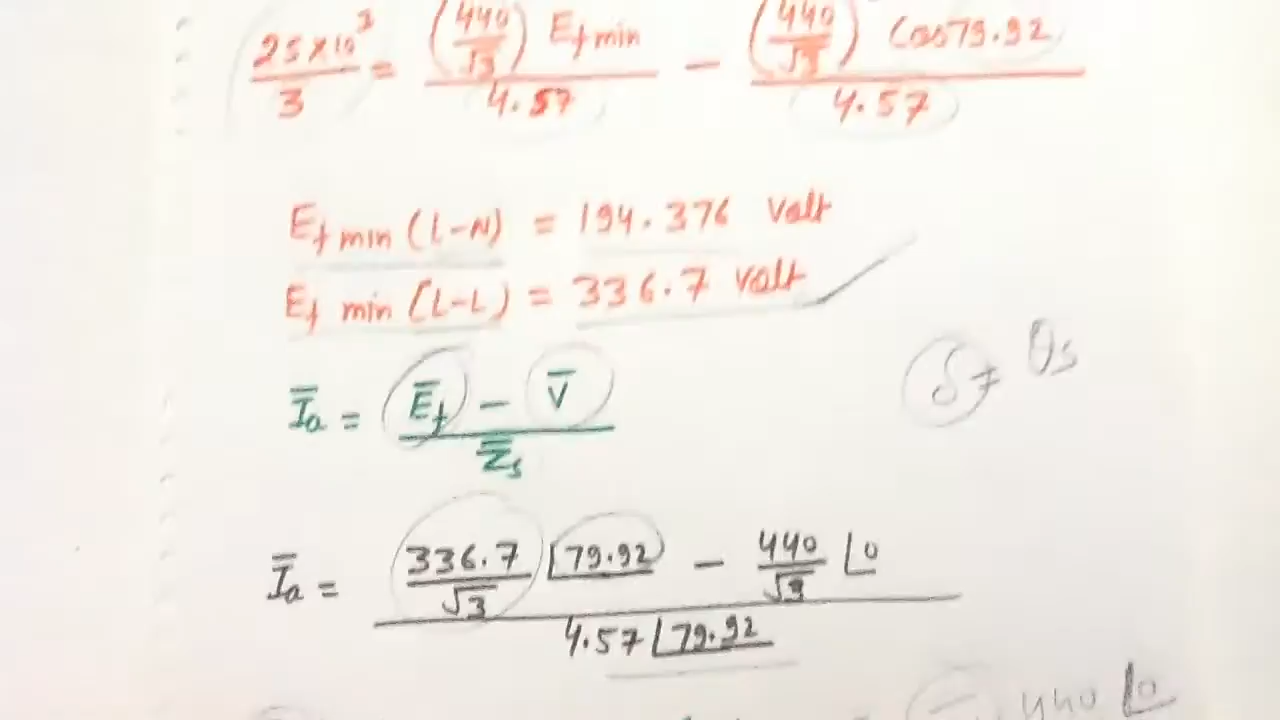 25×10³/3 = (440/√3) Ef min/4.57 − (440/√3) Cos79.92/4.57
Ef min (L-N) = 194.376 Volt
Ef min (L-L) = 336.7 Volt
δ≠ θs
Īa = (Ēf − V̄)/Z̄s
Īa = (336.7/√3 ∠79.92 − 440/√3 ∠0)/(4.57 ∠79.92)
440 ∠0